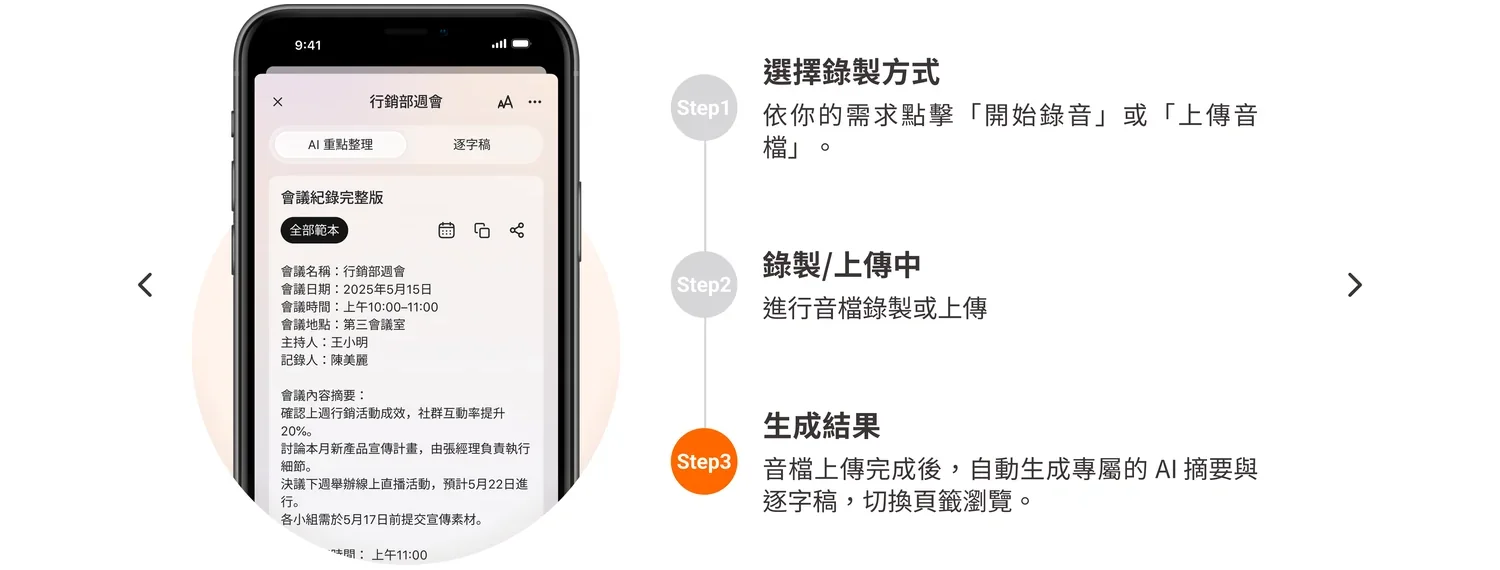 9:41
行銷部週會
AA
AI 重點整理
逐字稿
會議紀錄完整版
全部範本
會議名稱：行銷部週會
會議日期：2025年5月15日
會議時間：上午10:00–11:00
會議地點：第三會議室
主持人：王小明
記錄人：陳美麗
會議內容摘要：
確認上週行銷活動成效，社群互動率提升
20%。
討論本月新產品宣傳計畫，由張經理負責執行
細節。
決議下週舉辦線上直播活動，預計5月22日進
行。
各小組需於5月17日前提交宣傳素材。
時間： 上午11:00
Step1
選擇錄製方式
依你的需求點擊「開始錄音」或「上傳音
檔」。
Step2
錄製/上傳中
進行音檔錄製或上傳
Step3
生成結果
音檔上傳完成後，自動生成專屬的 AI 摘要與
逐字稿，切換頁籤瀏覽。